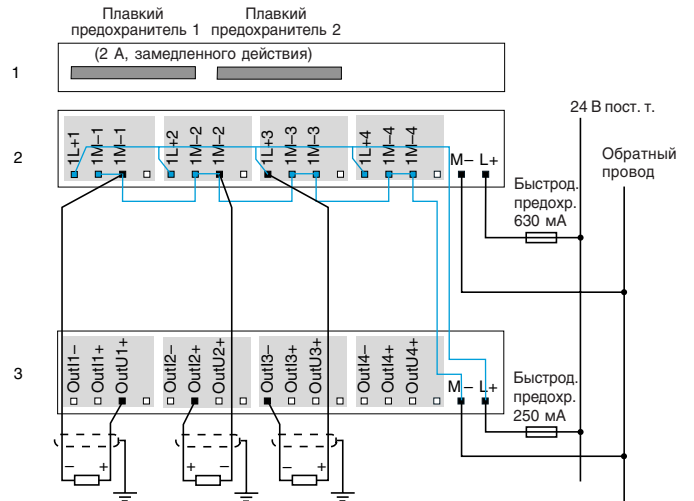 Плавкий предохранитель 1
Плавкий предохранитель 2
(2 А, замедленного действия)
1
24 В пост. т.
2
1L+1
1M–1
1M–1
1L+2
1M–2
1M–2
1L+3
1M–3
1M–3
1L+4
1M–4
1M–4
M– L+
Обратный
провод
Быстрод.
предохр.
630 мА
3
OutI1–
OutI1+
OutU1+
OutI2–
OutI2+
OutU2+
OutI3–
OutI3+
OutU3+
OutI4–
OutI4+
OutU4+
M – L+
Быстрод.
предохр.
250 мА
– +
+ –
– +